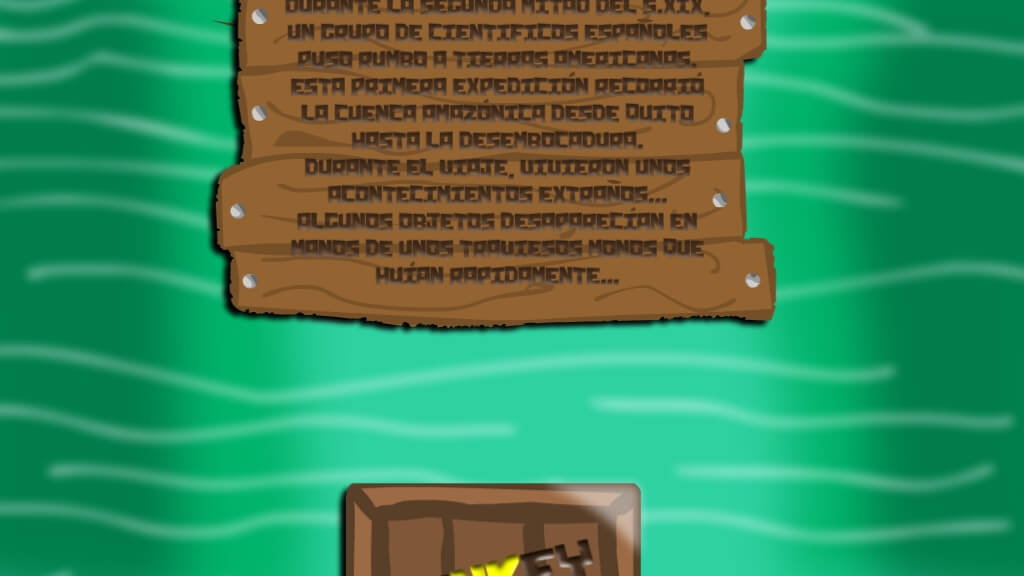 DURANTE LA SEGUNDA MITAD DEL S.XIX,
UN GRUPO DE CIENTIFICOS ESPAÑOLES
PUSO RUMBO A TIERRAS AMERICANAS.
ESTA PRIMERA EXPEDICIÓN RECORRIÓ
LA CUENCA AMAZÓNICA DESDE QUITO
HASTA LA DESEMBOCADURA.
DURANTE EL VIAJE, VIVIERON UNOS
ACONTECIMIENTOS EXTRAÑOS...
ALGUNOS OBJETOS DESAPARECÍAN EN
MANOS DE UNOS TRAVIESOS MONOS QUE
HUÍAN RAPIDAMENTE...